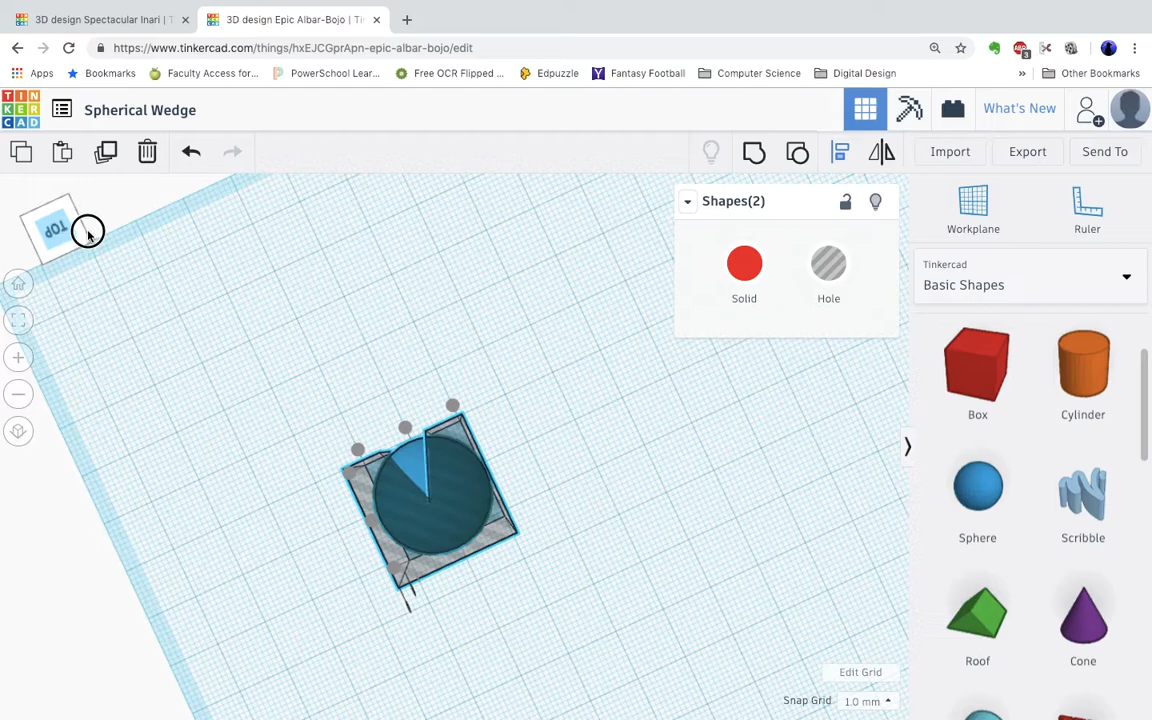 3D design Spectacular Inari | T
3D design Epic Albar-Bojo | Ti
https://www.tinkercad.com/things/hxEJCGprApn-epic-albar-bojo/edit
3
Apps
Bookmarks
Faculty Access for...
PowerSchool Lear...
Free OCR Flipped ...
Edpuzzle
Fantasy Football
Computer Science
Digital Design
»
Other Bookmarks
TIN
KER
CAD
Spherical Wedge
What's New
Import
Export
Send To
TOP
Shapes(2)
Solid
Hole
Workplane
Ruler
Tinkercad
Basic Shapes
Box
Cylinder
Sphere
Scribble
Roof
Cone
Edit Grid
Snap Grid
1.0 mm